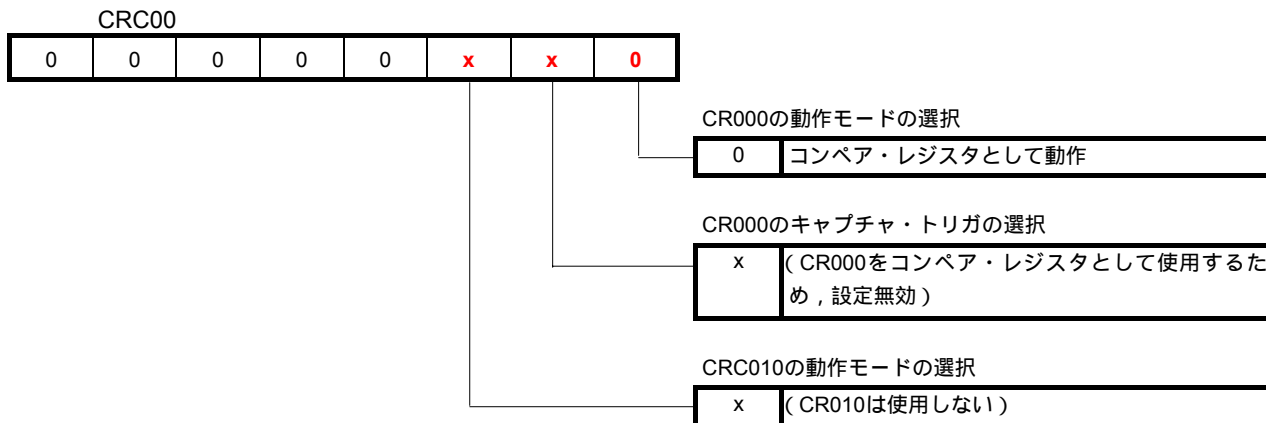 CRC00
0 0 0 0 0 x x 0
CR000の動作モードの選択
0 コンペア・レジスタとして動作
CR000のキャプチャ・トリガの選択
x (CR000をコンペア・レジスタとして使用するた
め,設定無効)
CRC010の動作モードの選択
x (CR010は使用しない)